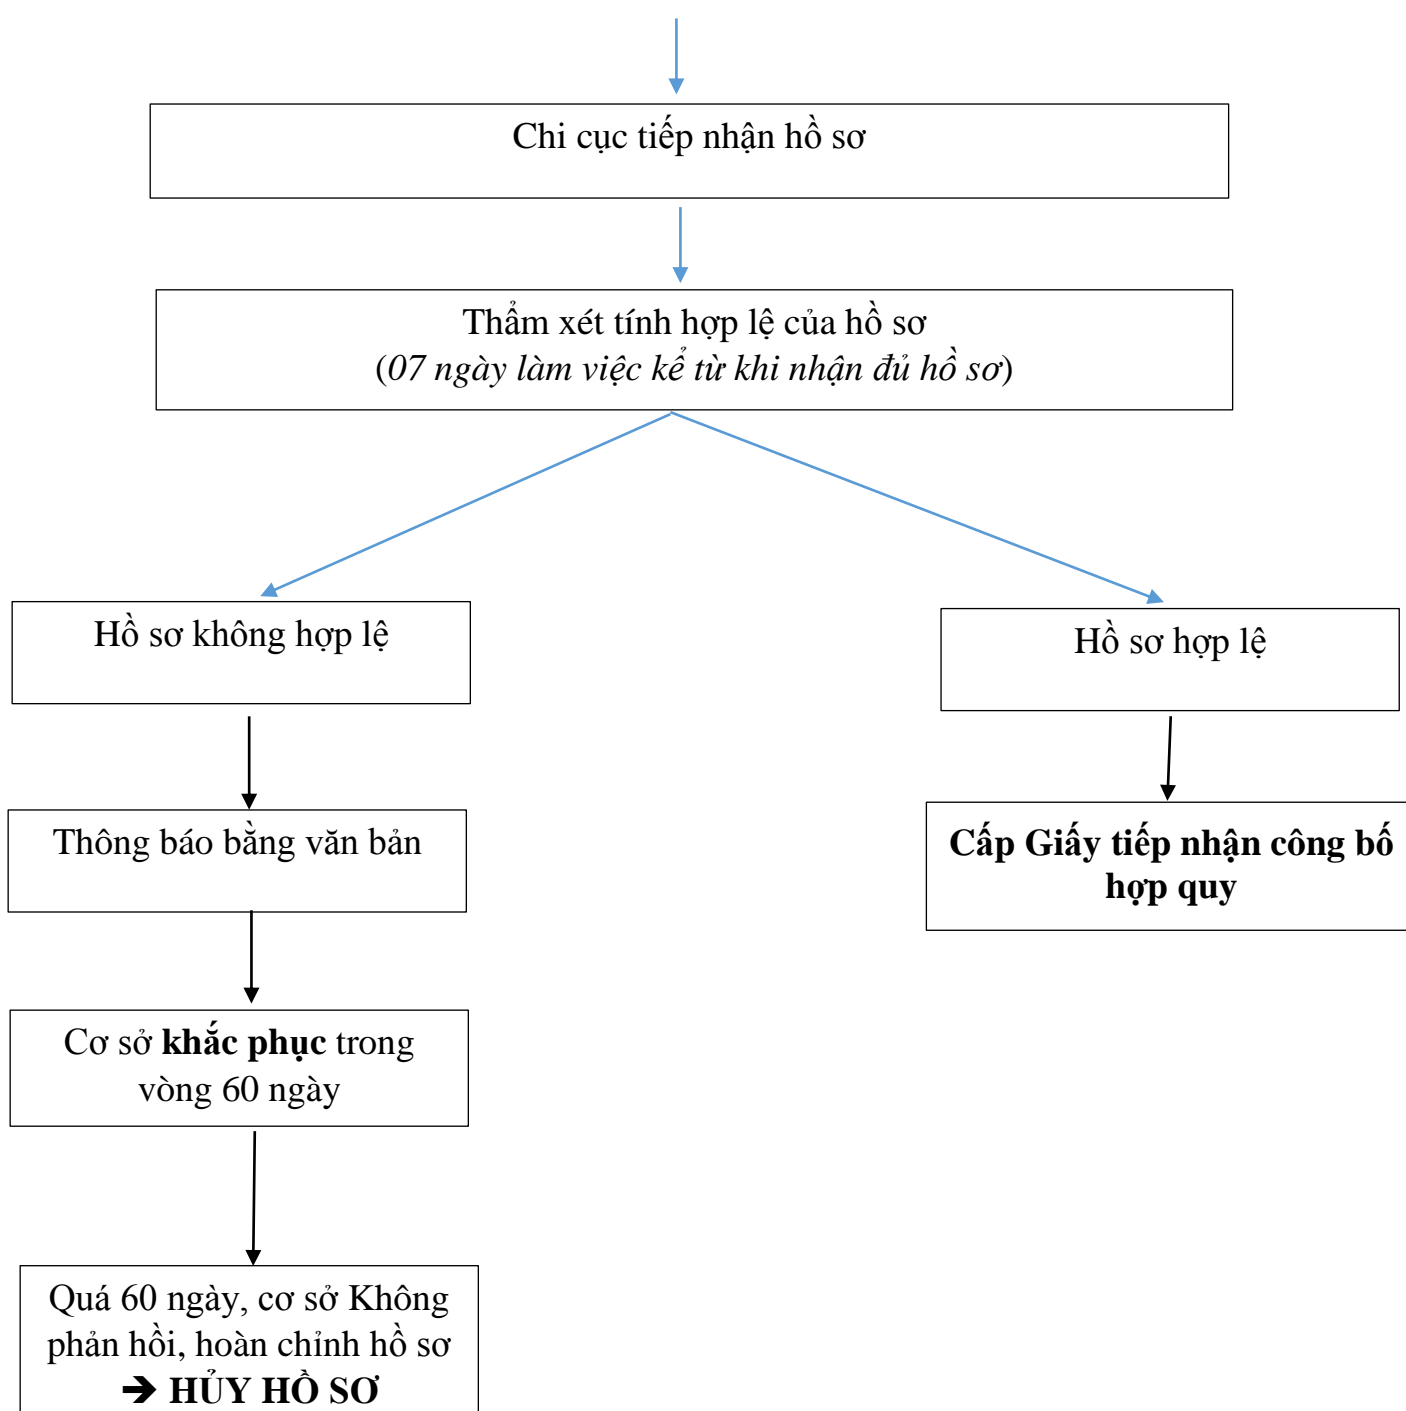 Chi cục tiếp nhận hồ sơ
Thẩm xét tính hợp lệ của hồ sơ
(07 ngày làm việc kể từ khi nhận đủ hồ sơ)
Hồ sơ không hợp lệ
Hồ sơ hợp lệ
Thông báo bằng văn bản
Cấp Giấy tiếp nhận công bố
hợp quy
Cơ sở khắc phục trong
vòng 60 ngày
Quá 60 ngày, cơ sở Không
phản hồi, hoàn chỉnh hồ sơ
➔ HỦY HỒ SƠ